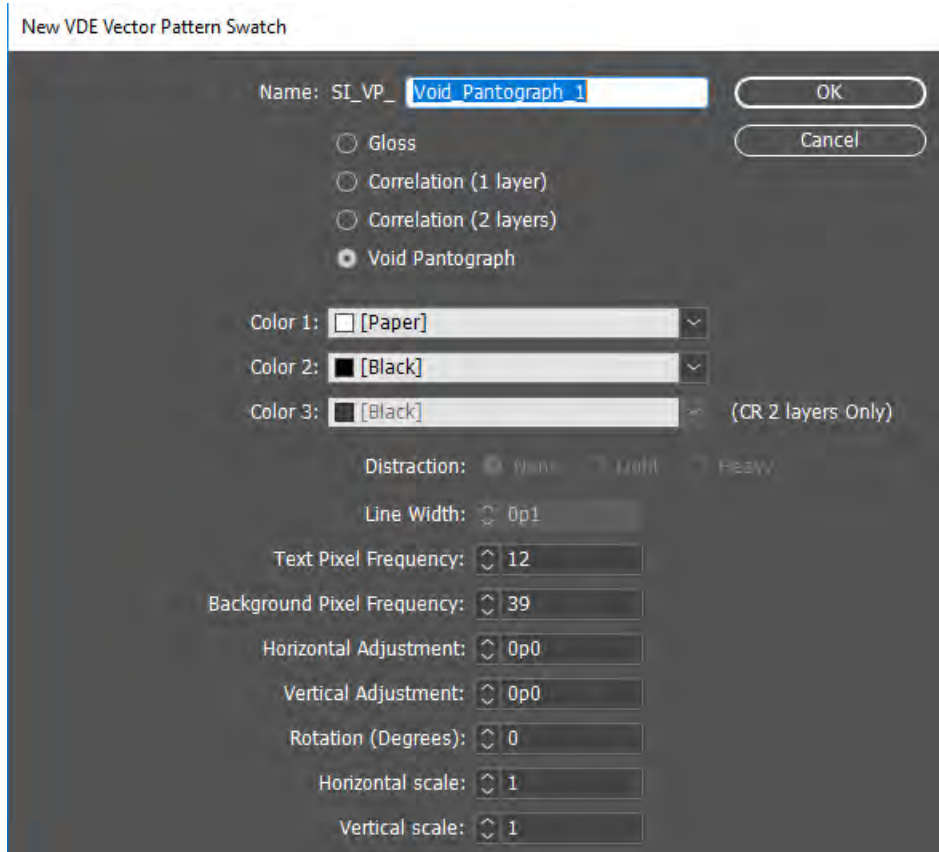 New VDE Vector Pattern Swatch
Name: SI_VP_ Void_Pantograph_1 OK
Gloss Cancel
Correlation (1 layer)
Correlation (2 layers)
Void Pantograph
Color 1: [Paper]
Color 2: [Black]
Color 3: [Black] (CR 2 layers Only)
Distraction: None Light Heavy
Line Width: 0p1
Text Pixel Frequency: 12
Background Pixel Frequency: 39
Horizontal Adjustment: 0p0
Vertical Adjustment: 0p0
Rotation (Degrees): 0
Horizontal scale: 1
Vertical scale: 1